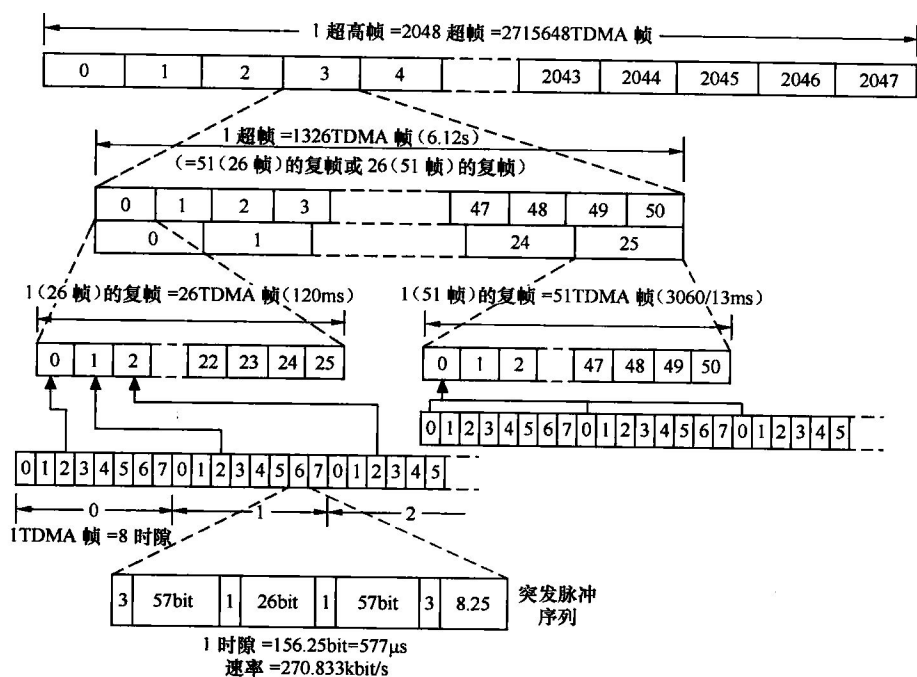 1 超高帧 =2048 超帧 =2715648TDMA 帧
0 1 2 3 4 2043 2044 2045 2046 2047
1 超帧 =1326TDMA 帧(6.12s)
(=51(26 帧)的复帧或 26(51 帧)的复帧)
0 1 2 3 47 48 49 50
0 1 24 25
1(26 帧)的复帧=26TDMA 帧(120ms)
1(51 帧)的复帧=51TDMA 帧(3060/13ms)
0 1 2 22 23 24 25
0 1 2 47 48 49 50
0 1 2 3 4 5 6 7 0 1 2 3 4 5 6 7 0 1 2 3 4 5
0 1 2 3 4 5 6 7 0 1 2 3 4 5 6 7 0 1 2 3 4 5
0 1 2
1TDMA 帧=8 时隙
3 57bit 1 26bit 1 57bit 3 8.25
突发脉冲
序列
1 时隙 =156.25bit=577μs
速率 =270.833kbit/s